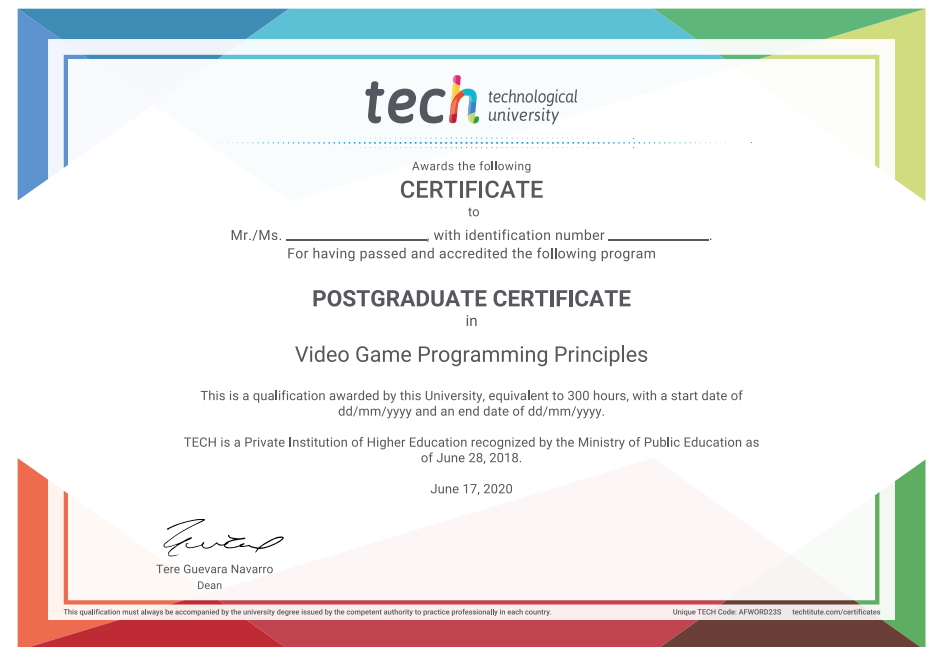 tech technological
university
Awards the following
CERTIFICATE
to
Mr./Ms. ____________________, with identification number ______________.
For having passed and accredited the following program
POSTGRADUATE CERTIFICATE
in
Video Game Programming Principles
This is a qualification awarded by this University, equivalent to 300 hours, with a start date of
dd/mm/yyyy and an end date of dd/mm/yyyy.
TECH is a Private Institution of Higher Education recognized by the Ministry of Public Education as
of June 28, 2018.
June 17, 2020
Tere Guevara Navarro
Dean
This qualification must always be accompanied by the university degree issued by the competent authority to practice professionally in each country.
Unique TECH Code: AFWORD23S techtitute.com/certificates